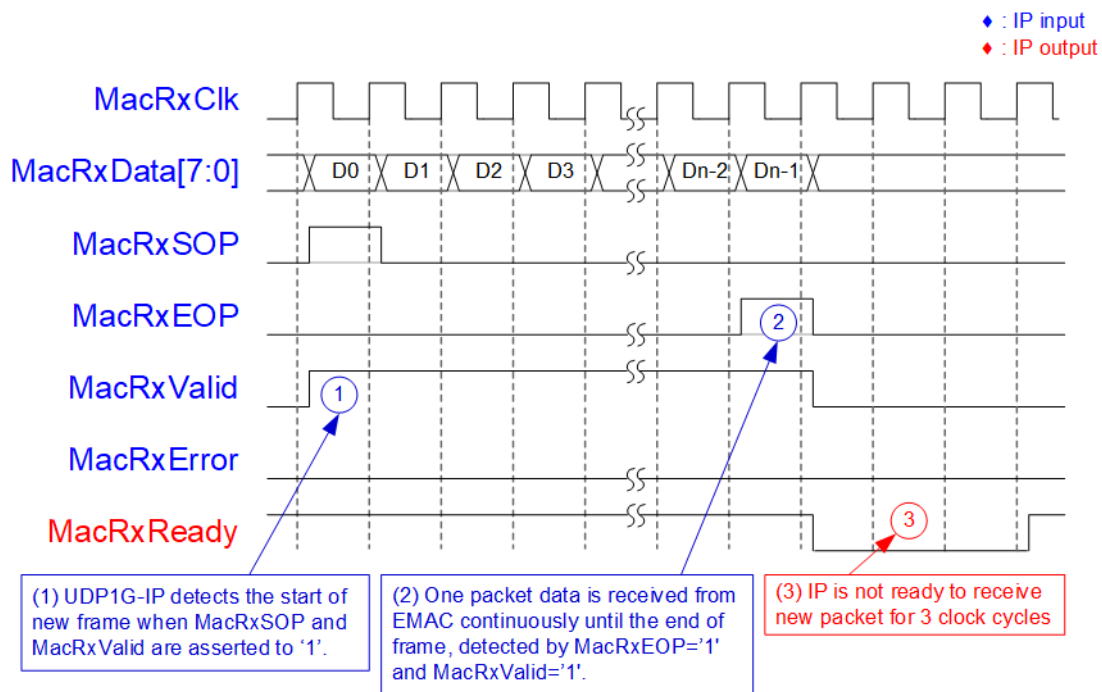 ♦ : IP input
♦ : IP output
MacRxClk
MacRxData[7:0]
D0 D1 D2 D3 Dn-2 Dn-1
MacRxSOP
MacRxEOP
2
MacRxValid
1
MacRxError
MacRxReady
3
(1) UDP1G-IP detects the start of
new frame when MacRxSOP and
MacRxValid are asserted to ‘1’.
(2) One packet data is received from
EMAC continuously until the end of
frame, detected by MacRxEOP=’1'
and MacRxValid=’1'.
(3) IP is not ready to receive
new packet for 3 clock cycles